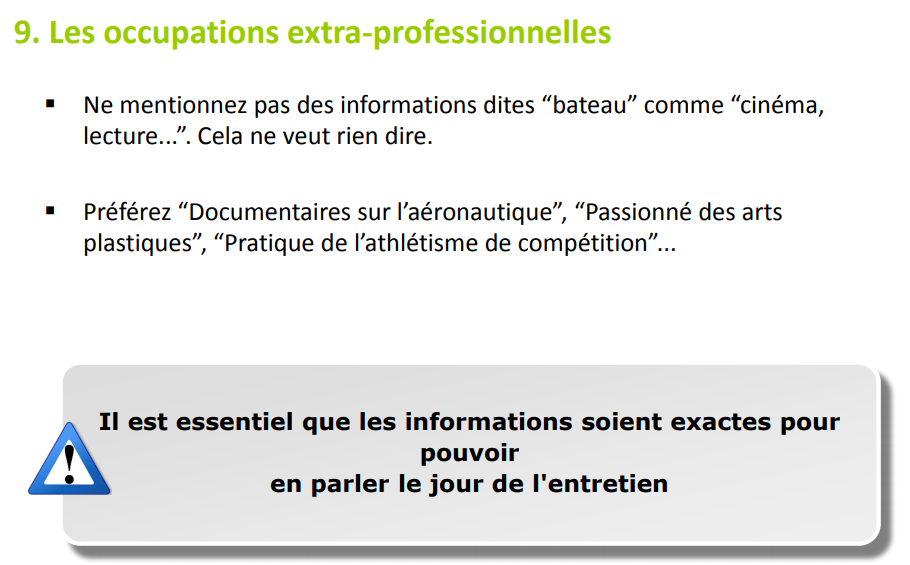 9. Les occupations extra-professionnelles
▪ Ne mentionnez pas des informations dites “bateau” comme “cinéma,
lecture...”. Cela ne veut rien dire.
▪ Préférez “Documentaires sur l’aéronautique”, “Passionné des arts
plastiques”, “Pratique de l’athlétisme de compétition”...
Il est essentiel que les informations soient exactes pour
pouvoir
en parler le jour de l'entretien